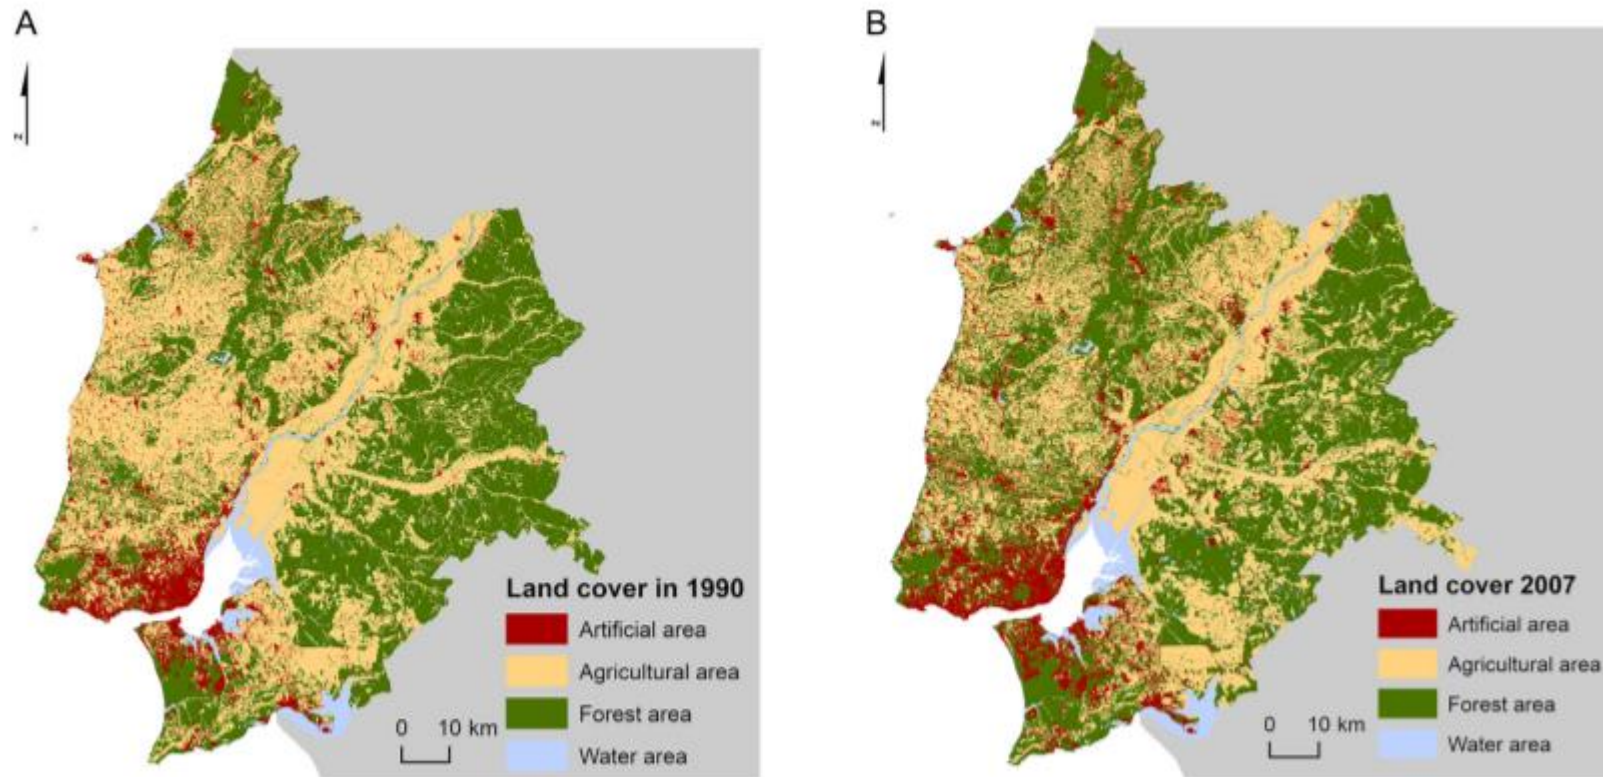 A
N
Land cover in 1990
Artificial area
Agricultural area
Forest area
Water area
0 10 km
B
N
Land cover 2007
Artificial area
Agricultural area
Forest area
Water area
0 10 km